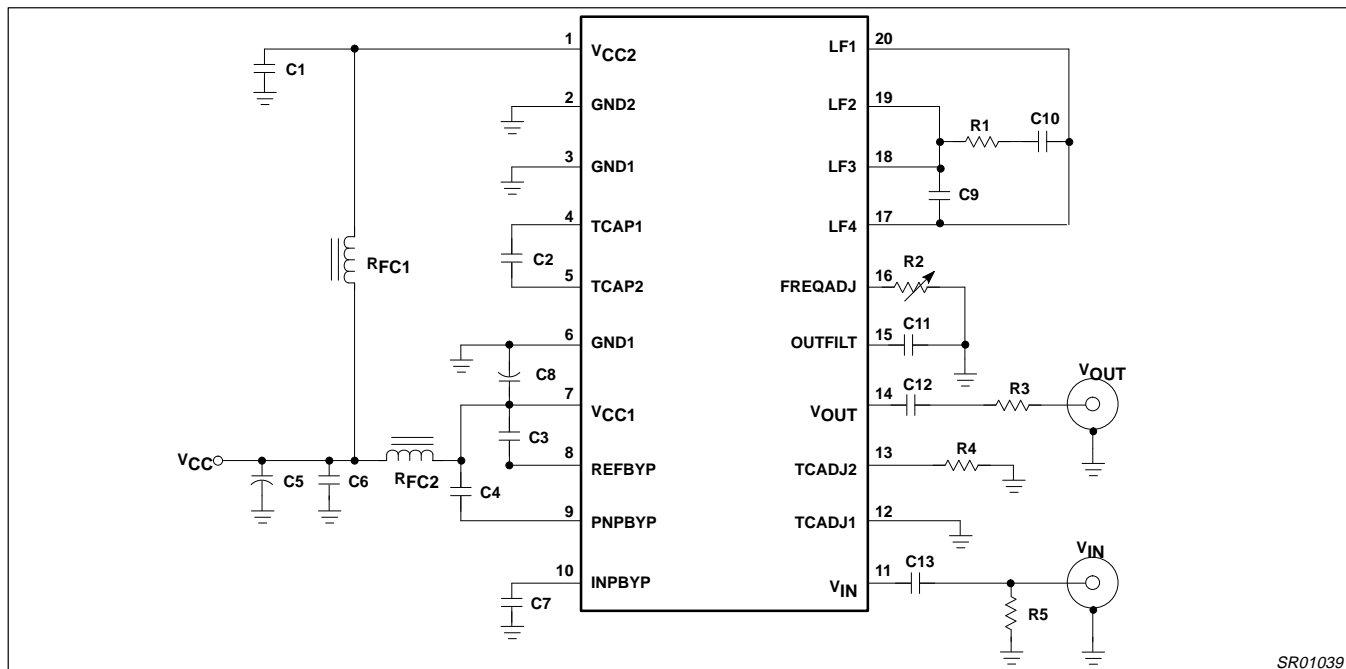 1 VCC2 LF1 20
C1
2 GND2 LF2 19
R1 C10
3 GND1 LF3 18
C9
4 TCAP1 LF4 17
C2
RFC1
R2
5 TCAP2 FREQADJ 16
C11
6 GND1 OUTFILT 15
C8
VOUT
C12 R3
7 VCC1 VOUT 14
C3
R4
VCC
8 REFBYP TCADJ2 13
C5 C6 RFC2 C4
9 PNPBYP TCADJ1 12
VIN
C13
10 INPBYP VIN 11
C7
R5
SR01039